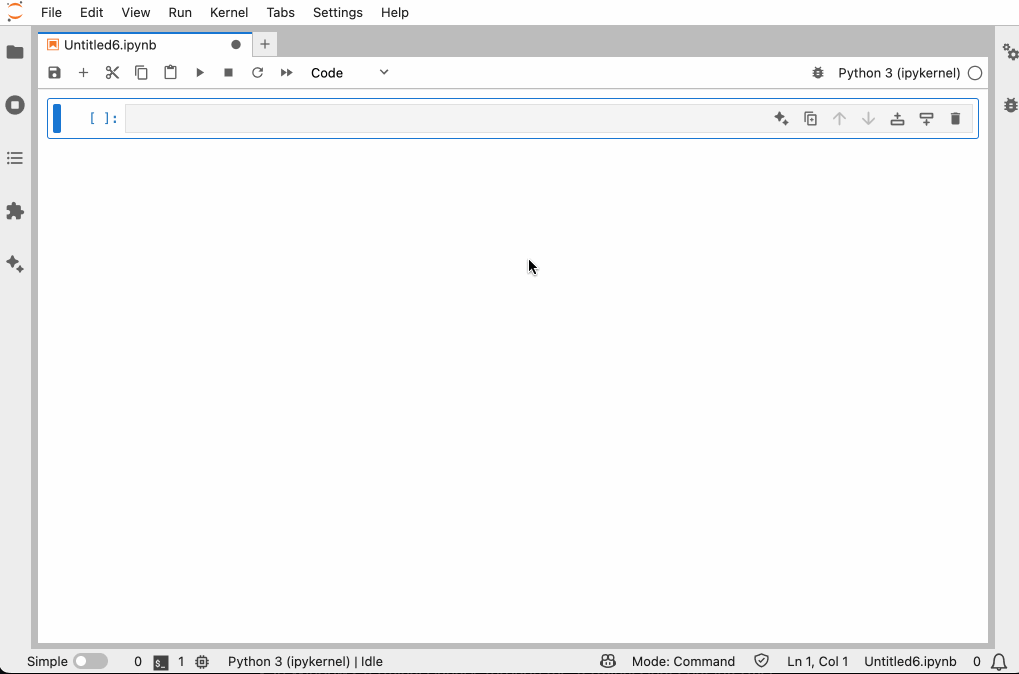 File Edit View Run Kernel Tabs Settings Help
Untitled6.ipynb
Code
Python 3 (ipykernel)
[ ]:
Simple 0 $_ 1 Python 3 (ipykernel) | Idle Mode: Command Ln 1, Col 1 Untitled6.ipynb 0